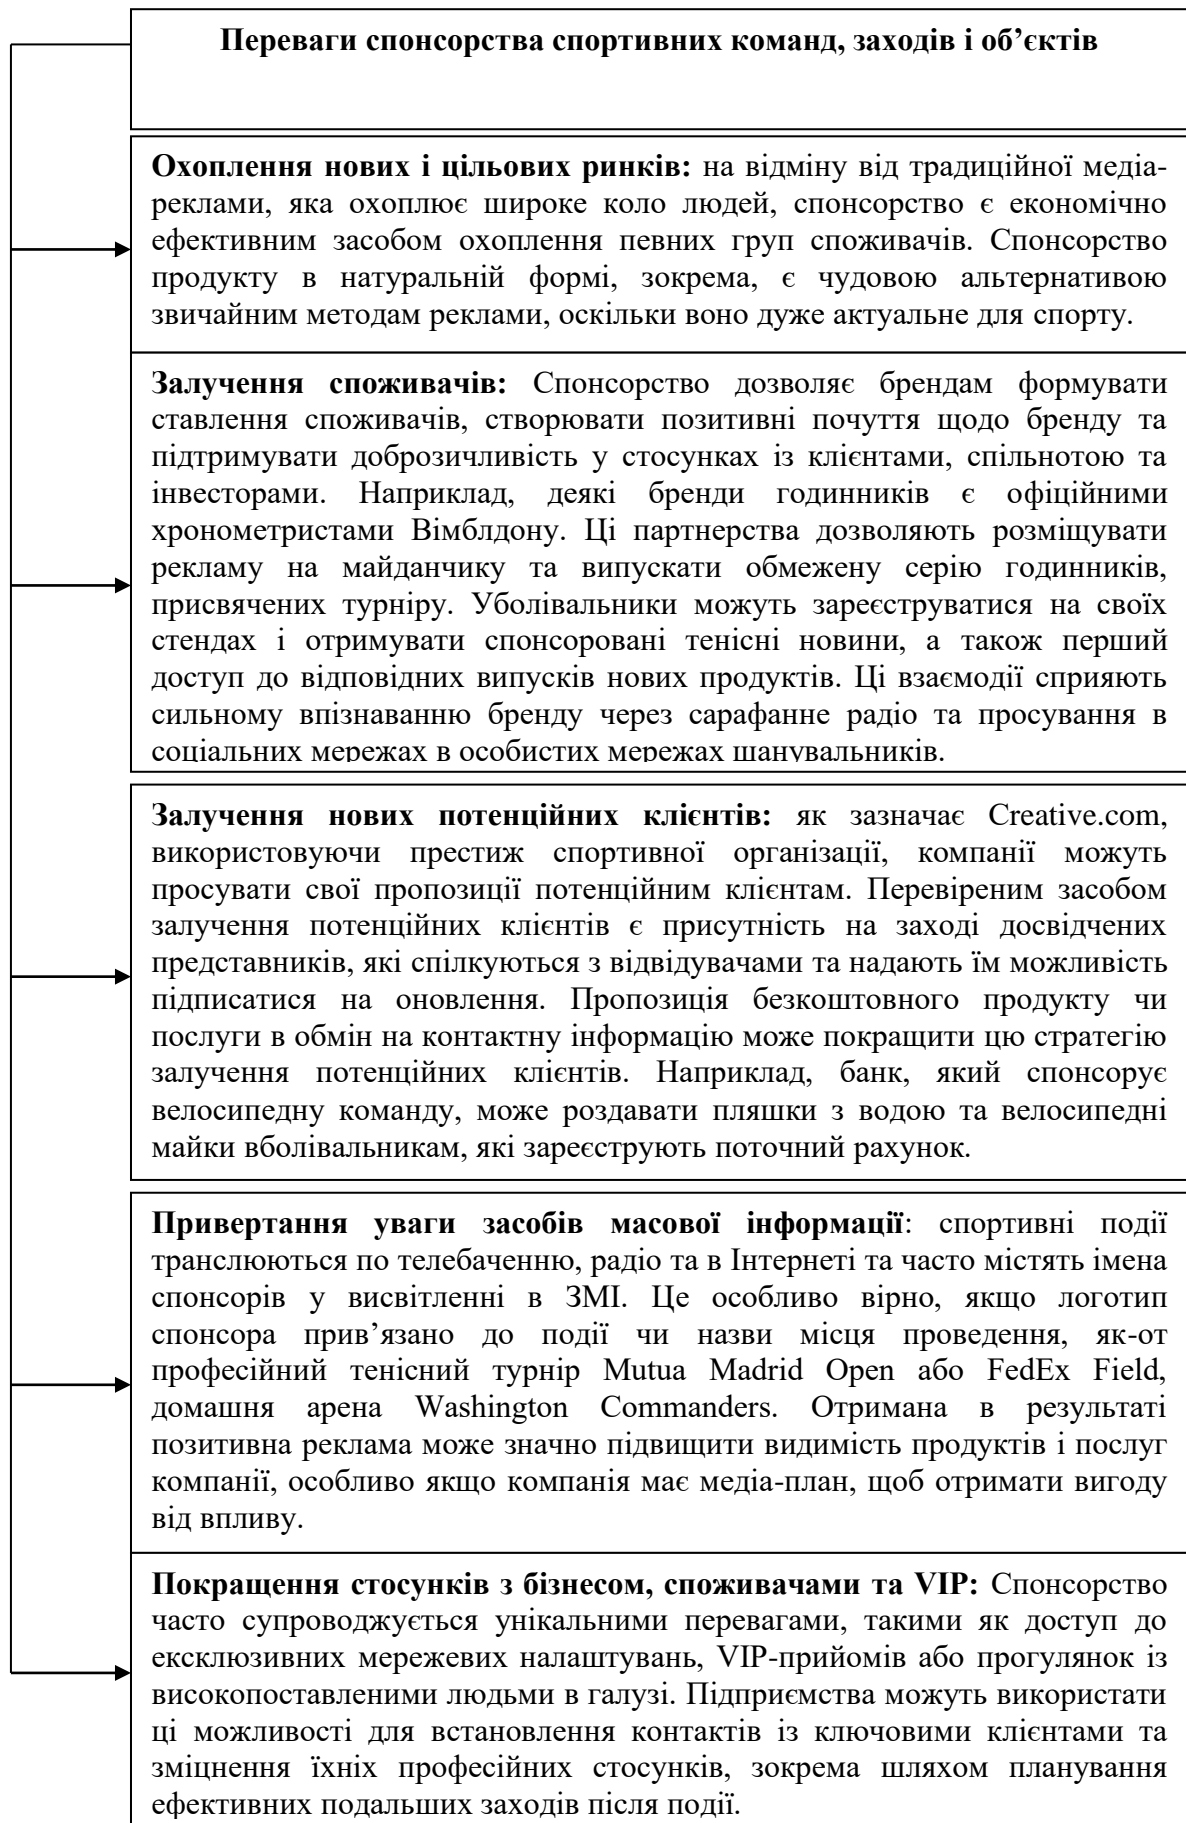 Переваги спонсорства спортивних команд, заходів і об’єктів
Охоплення нових і цільових ринків: на відміну від традиційної медіа-
реклами, яка охоплює широке коло людей, спонсорство є економічно
ефективним засобом охоплення певних груп споживачів. Спонсорство
продукту в натуральній формі, зокрема, є чудовою альтернативою
звичайним методам реклами, оскільки воно дуже актуальне для спорту.
Залучення споживачів: Спонсорство дозволяє брендам формувати
ставлення споживачів, створювати позитивні почуття щодо бренду та
підтримувати доброзичливість у стосунках із клієнтами, спільнотою та
інвесторами. Наприклад, деякі бренди годинників є офіційними
хронометристами Вімблдону. Ці партнерства дозволяють розміщувати
рекламу на майданчику та випускати обмежену серію годинників,
присвячених турніру. Уболівальники можуть зареєструватися на своїх
стендах і отримувати спонсоровані тенісні новини, а також перший
доступ до відповідних випусків нових продуктів. Ці взаємодії сприяють
сильному впізнаванню бренду через сарафанне радіо та просування в
соціальних мережах в особистих мережах шанувальників.
Залучення нових потенційних клієнтів: як зазначає Creative.com,
використовуючи престиж спортивної організації, компанії можуть
просувати свої пропозиції потенційним клієнтам. Перевіреним засобом
залучення потенційних клієнтів є присутність на заході досвідчених
представників, які спілкуються з відвідувачами та надають їм можливість
підписатися на оновлення. Пропозиція безкоштовного продукту чи
послуги в обмін на контактну інформацію може покращити цю стратегію
залучення потенційних клієнтів. Наприклад, банк, який спонсорує
велосипедну команду, може роздавати пляшки з водою та велосипедні
майки вболівальникам, які зареєструють поточний рахунок.
Привертання уваги засобів масової інформації: спортивні події
транслюються по телебаченню, радіо та в Інтернеті та часто містять імена
спонсорів у висвітленні в ЗМІ. Це особливо вірно, якщо логотип
спонсора прив’язано до події чи назви місця проведення, як-от
професійний тенісний турнір Mutua Madrid Open або FedEx Field,
домашня арена Washington Commanders. Отримана в результаті
позитивна реклама може значно підвищити видимість продуктів і послуг
компанії, особливо якщо компанія має медіа-план, щоб отримати вигоду
від впливу.
Покращення стосунків з бізнесом, споживачами та VIP: Спонсорство
часто супроводжується унікальними перевагами, такими як доступ до
ексклюзивних мережевих налаштувань, VIP-прийомів або прогулянок із
високопоставленими людьми в галузі. Підприємства можуть використати
ці можливості для встановлення контактів із ключовими клієнтами та
зміцнення їхніх професійних стосунків, зокрема шляхом планування
ефективних подальших заходів після події.